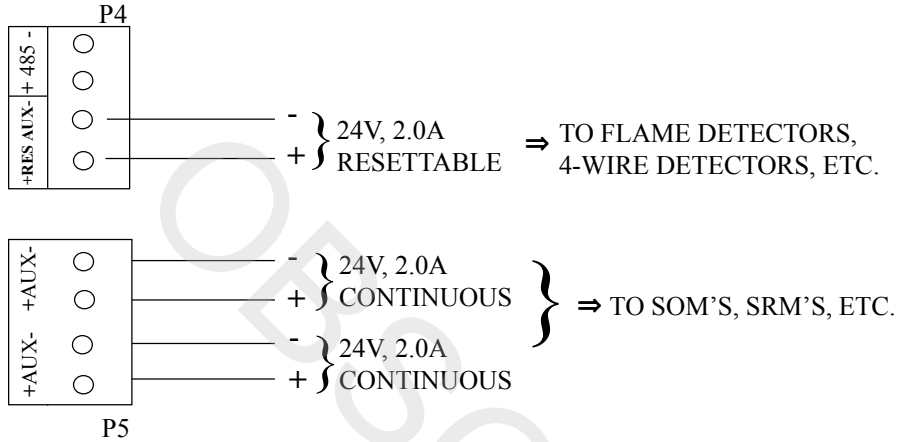 P4
+ 485 -
+RES AUX-
-
+
24V, 2.0A
RESETTABLE
⇒ TO FLAME DETECTORS,
4-WIRE DETECTORS, ETC.
+AUX-
-
+
24V, 2.0A
CONTINUOUS
+AUX-
-
+
24V, 2.0A
CONTINUOUS
⇒ TO SOM'S, SRM'S, ETC.
P5